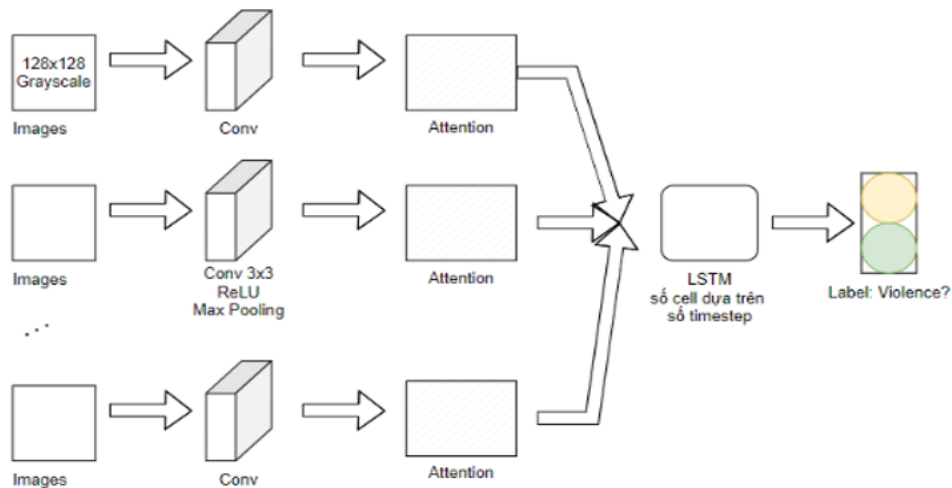 128x128
Grayscale
Images
Conv
Attention
Images
Conv 3x3
ReLU
Max Pooling
Attention
LSTM
số cell dựa trên
số timestep
Label: Violence?
...
Images
Conv
Attention